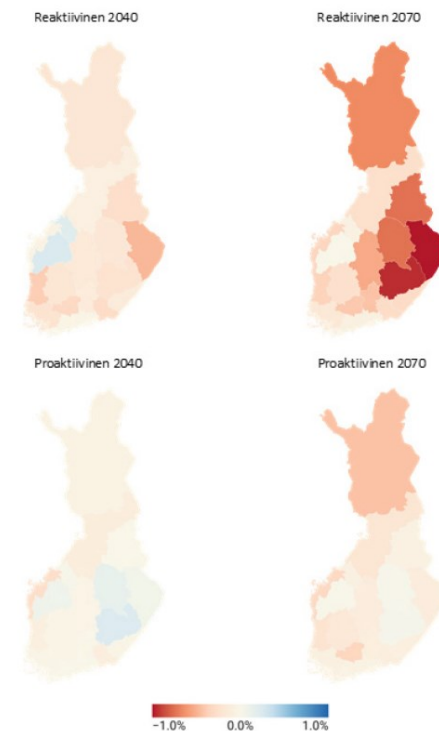 Reaktiivinen 2040
Reaktiivinen 2070
Proaktiivinen 2040
Proaktiivinen 2070
−1.0%
0.0%
1.0%